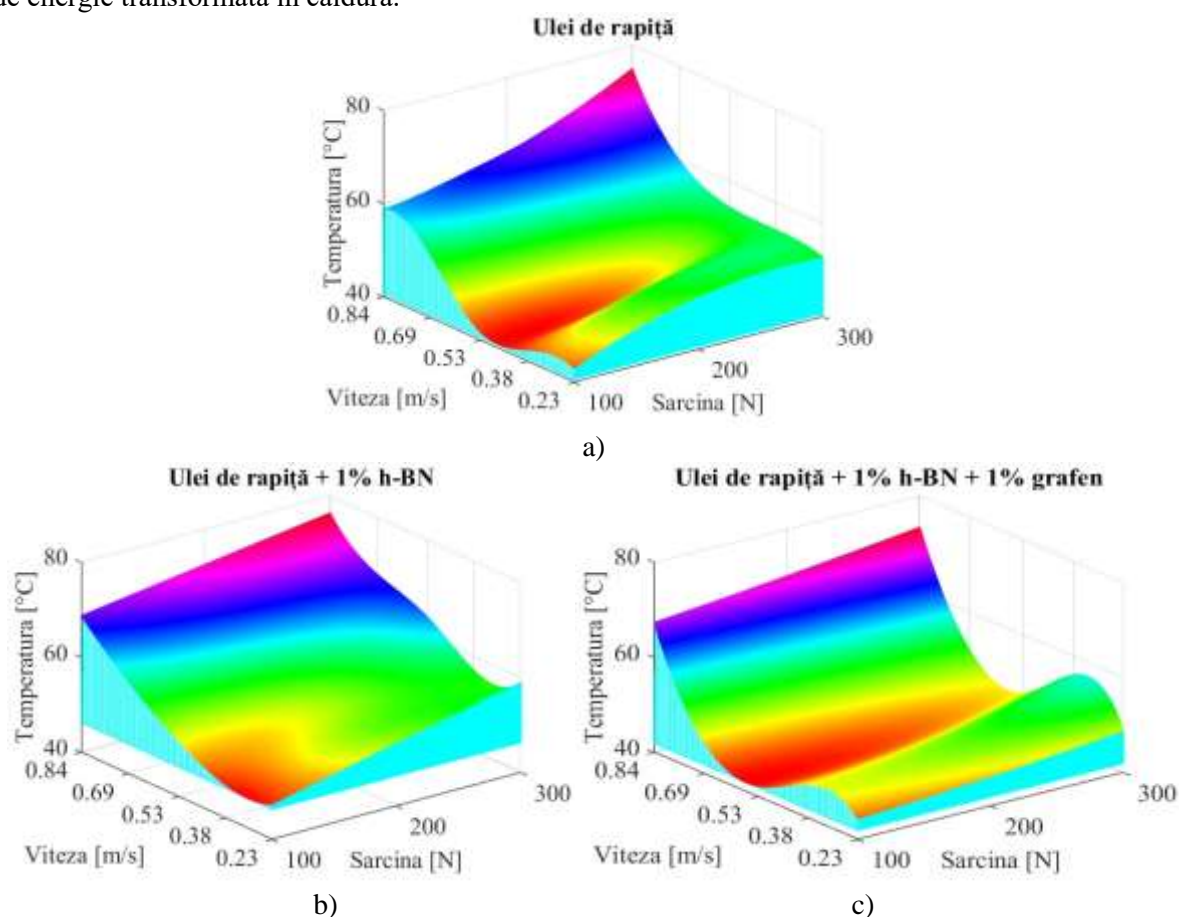 de energie transformată în căldură.
Ulei de rapiță
Temperatura [°C]
80
60
40
0.84
0.69
0.53
0.38
0.23
Viteza [m/s]
100
200
300
Sarcina [N]
a)
Ulei de rapiță + 1% h-BN
Temperatura [°C]
80
60
40
0.84
0.69
0.53
0.38
0.23
Viteza [m/s]
100
200
300
Sarcina [N]
b)
Ulei de rapiță + 1% h-BN + 1% grafen
Temperatura [°C]
80
60
40
0.84
0.69
0.53
0.38
0.23
Viteza [m/s]
100
200
300
Sarcina [N]
c)